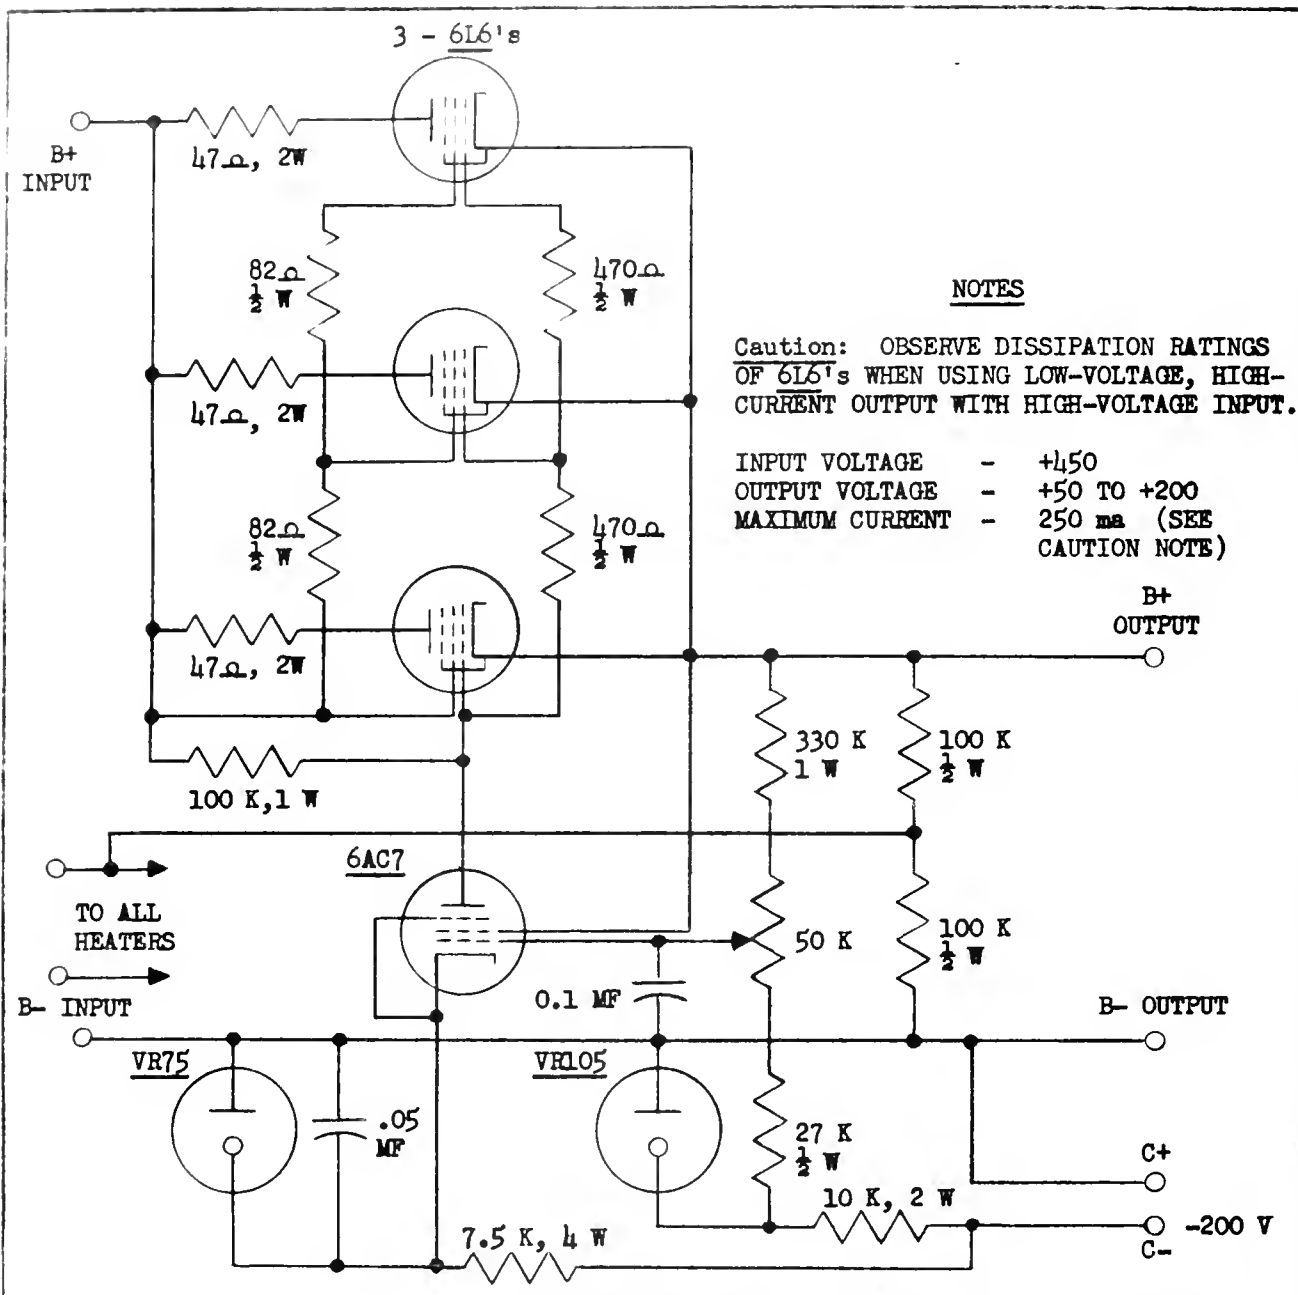 3 - 6L6's
B+
INPUT
47Ω, 2W
82Ω
½ W
470Ω
½ W
NOTES
Caution: OBSERVE DISSIPATION RATINGS
OF 6L6's WHEN USING LOW-VOLTAGE, HIGH-
CURRENT OUTPUT WITH HIGH-VOLTAGE INPUT.
47Ω, 2W
INPUT VOLTAGE - +450
OUTPUT VOLTAGE - +50 TO +200
MAXIMUM CURRENT - 250 ma (SEE
CAUTION NOTE)
82Ω
½ W
470Ω
½ W
B+
OUTPUT
47Ω, 2W
330 K
1 W
100 K
½ W
100 K, 1 W
6AC7
TO ALL
HEATERS
50 K
100 K
½ W
0.1 MF
B- INPUT
B- OUTPUT
VR75
VR105
.05
MF
27 K
½ W
C+
10 K, 2 W
-200 V
C-
7.5 K, 4 W